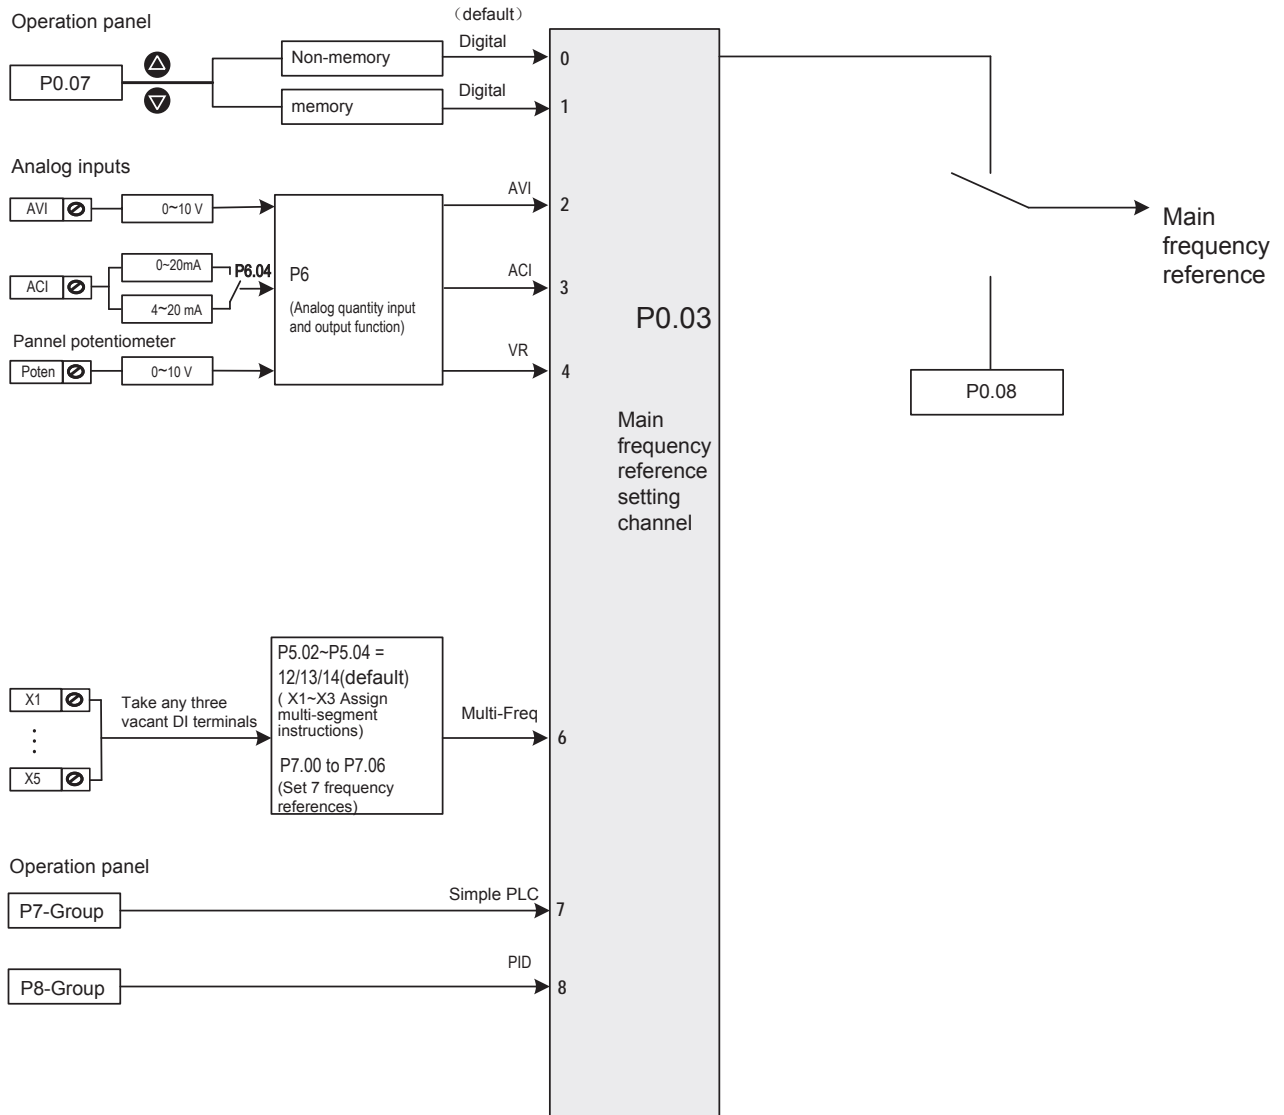 Operation panel
（default）
Digital
P0.07
Non-memory
0
memory
Digital
1
Analog inputs
AVI
0~10 V
AVI
2
ACI
0~20mA
4~20 mA
P6.04
P6
(Analog quantity input
and output function)
ACI
3
Pannel potentiometer
Poten
0~10 V
VR
4
P0.03
Main
frequency
reference
setting
channel
Main
frequency
reference
P0.08
X1
X5
Take any three
vacant DI terminals
P5.02~P5.04 =
12/13/14(default)
( X1~X3 Assign
multi-segment
instructions)
P7.00 to P7.06
(Set 7 frequency
references)
Multi-Freq
6
Operation panel
P7-Group
Simple PLC
7
P8-Group
PID
8